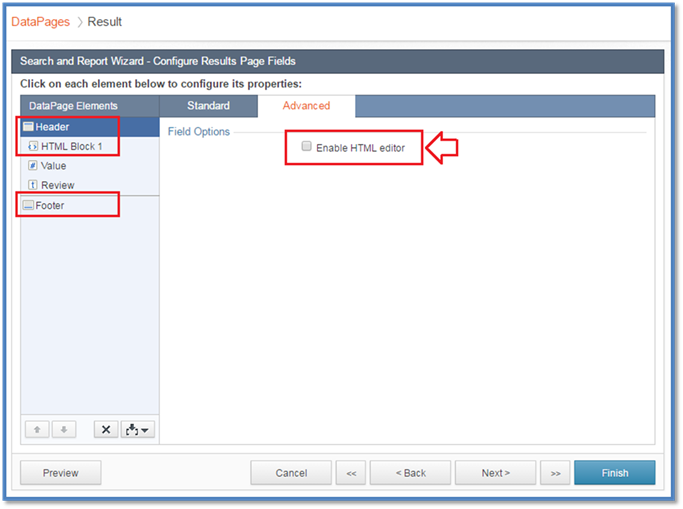 DataPages > Result
Search and Report Wizard - Configure Results Page Fields
Click on each element below to configure its properties:
DataPage Elements Standard Advanced
Header
HTML Block 1
Value
Review
Footer
Field Options
Enable HTML editor
Preview Cancel << < Back Next > >> Finish